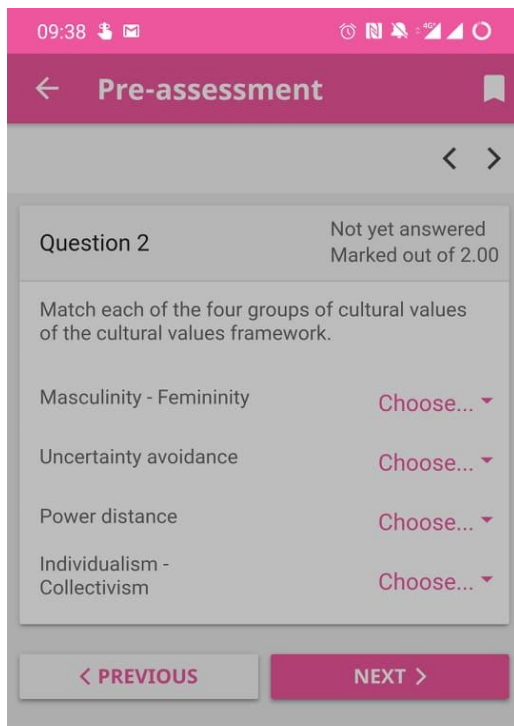 09:38
4G
Pre-assessment
Question 2
Not yet answered
Marked out of 2.00
Match each of the four groups of cultural values
of the cultural values framework.
Masculinity - Femininity
Choose...
Uncertainty avoidance
Choose...
Power distance
Choose...
Individualism -
Collectivism
Choose...
PREVIOUS
NEXT